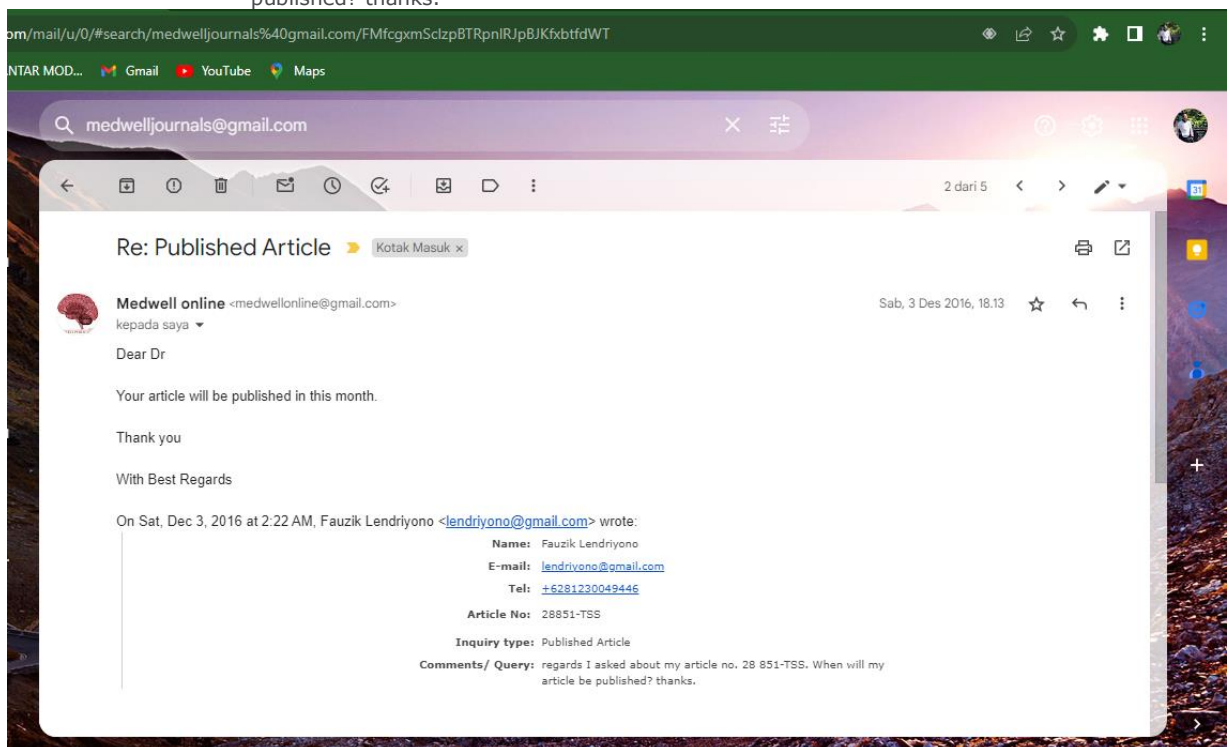 published? thanks.
om/mail/u/0/#search/medwelljournals%40gmail.com/FMfcgxmSclzpBTRpnlRJpBJKfxbtfdWT
NTAR MOD... Gmail YouTube Maps
medwelljournals@gmail.com
2 dari 5
31
Re: Published Article Kotak Masuk x
Medwell online <medwellonline@gmail.com> Sab, 3 Des 2016, 18.13
kepada saya
Dear Dr
Your article will be published in this month.
Thank you
With Best Regards
On Sat, Dec 3, 2016 at 2:22 AM, Fauzik Lendriyono <lendriyono@gmail.com> wrote:
Name: Fauzik Lendriyono
E-mail: lendriyono@gmail.com
Tel: +6281230049446
Article No: 28851-TSS
Inquiry type: Published Article
Comments/ Query: regards I asked about my article no. 28 851-TSS. When will my
article be published? thanks.